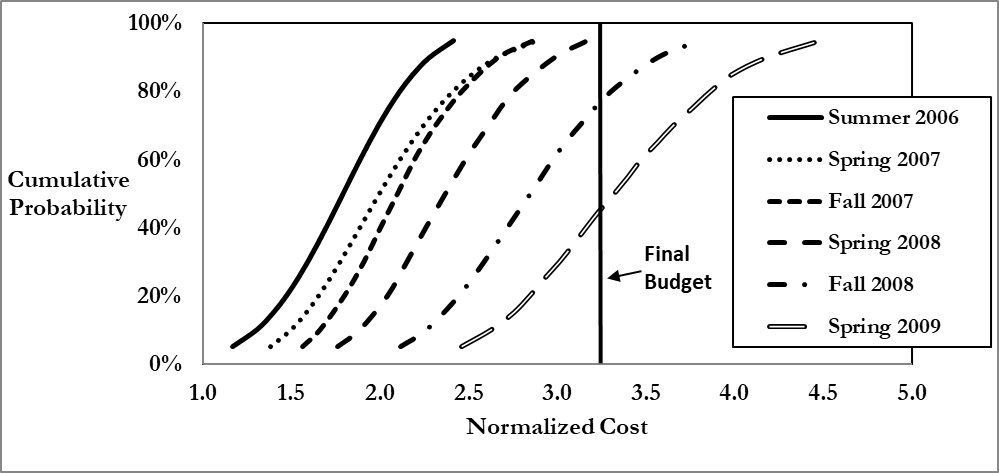 100%
80%
60%
40%
20%
0%
Cumulative
Probability
1.0 1.5 2.0 2.5 3.0 3.5 4.0 4.5 5.0
Normalized Cost
Final
Budget
Summer 2006
Spring 2007
Fall 2007
Spring 2008
Fall 2008
Spring 2009